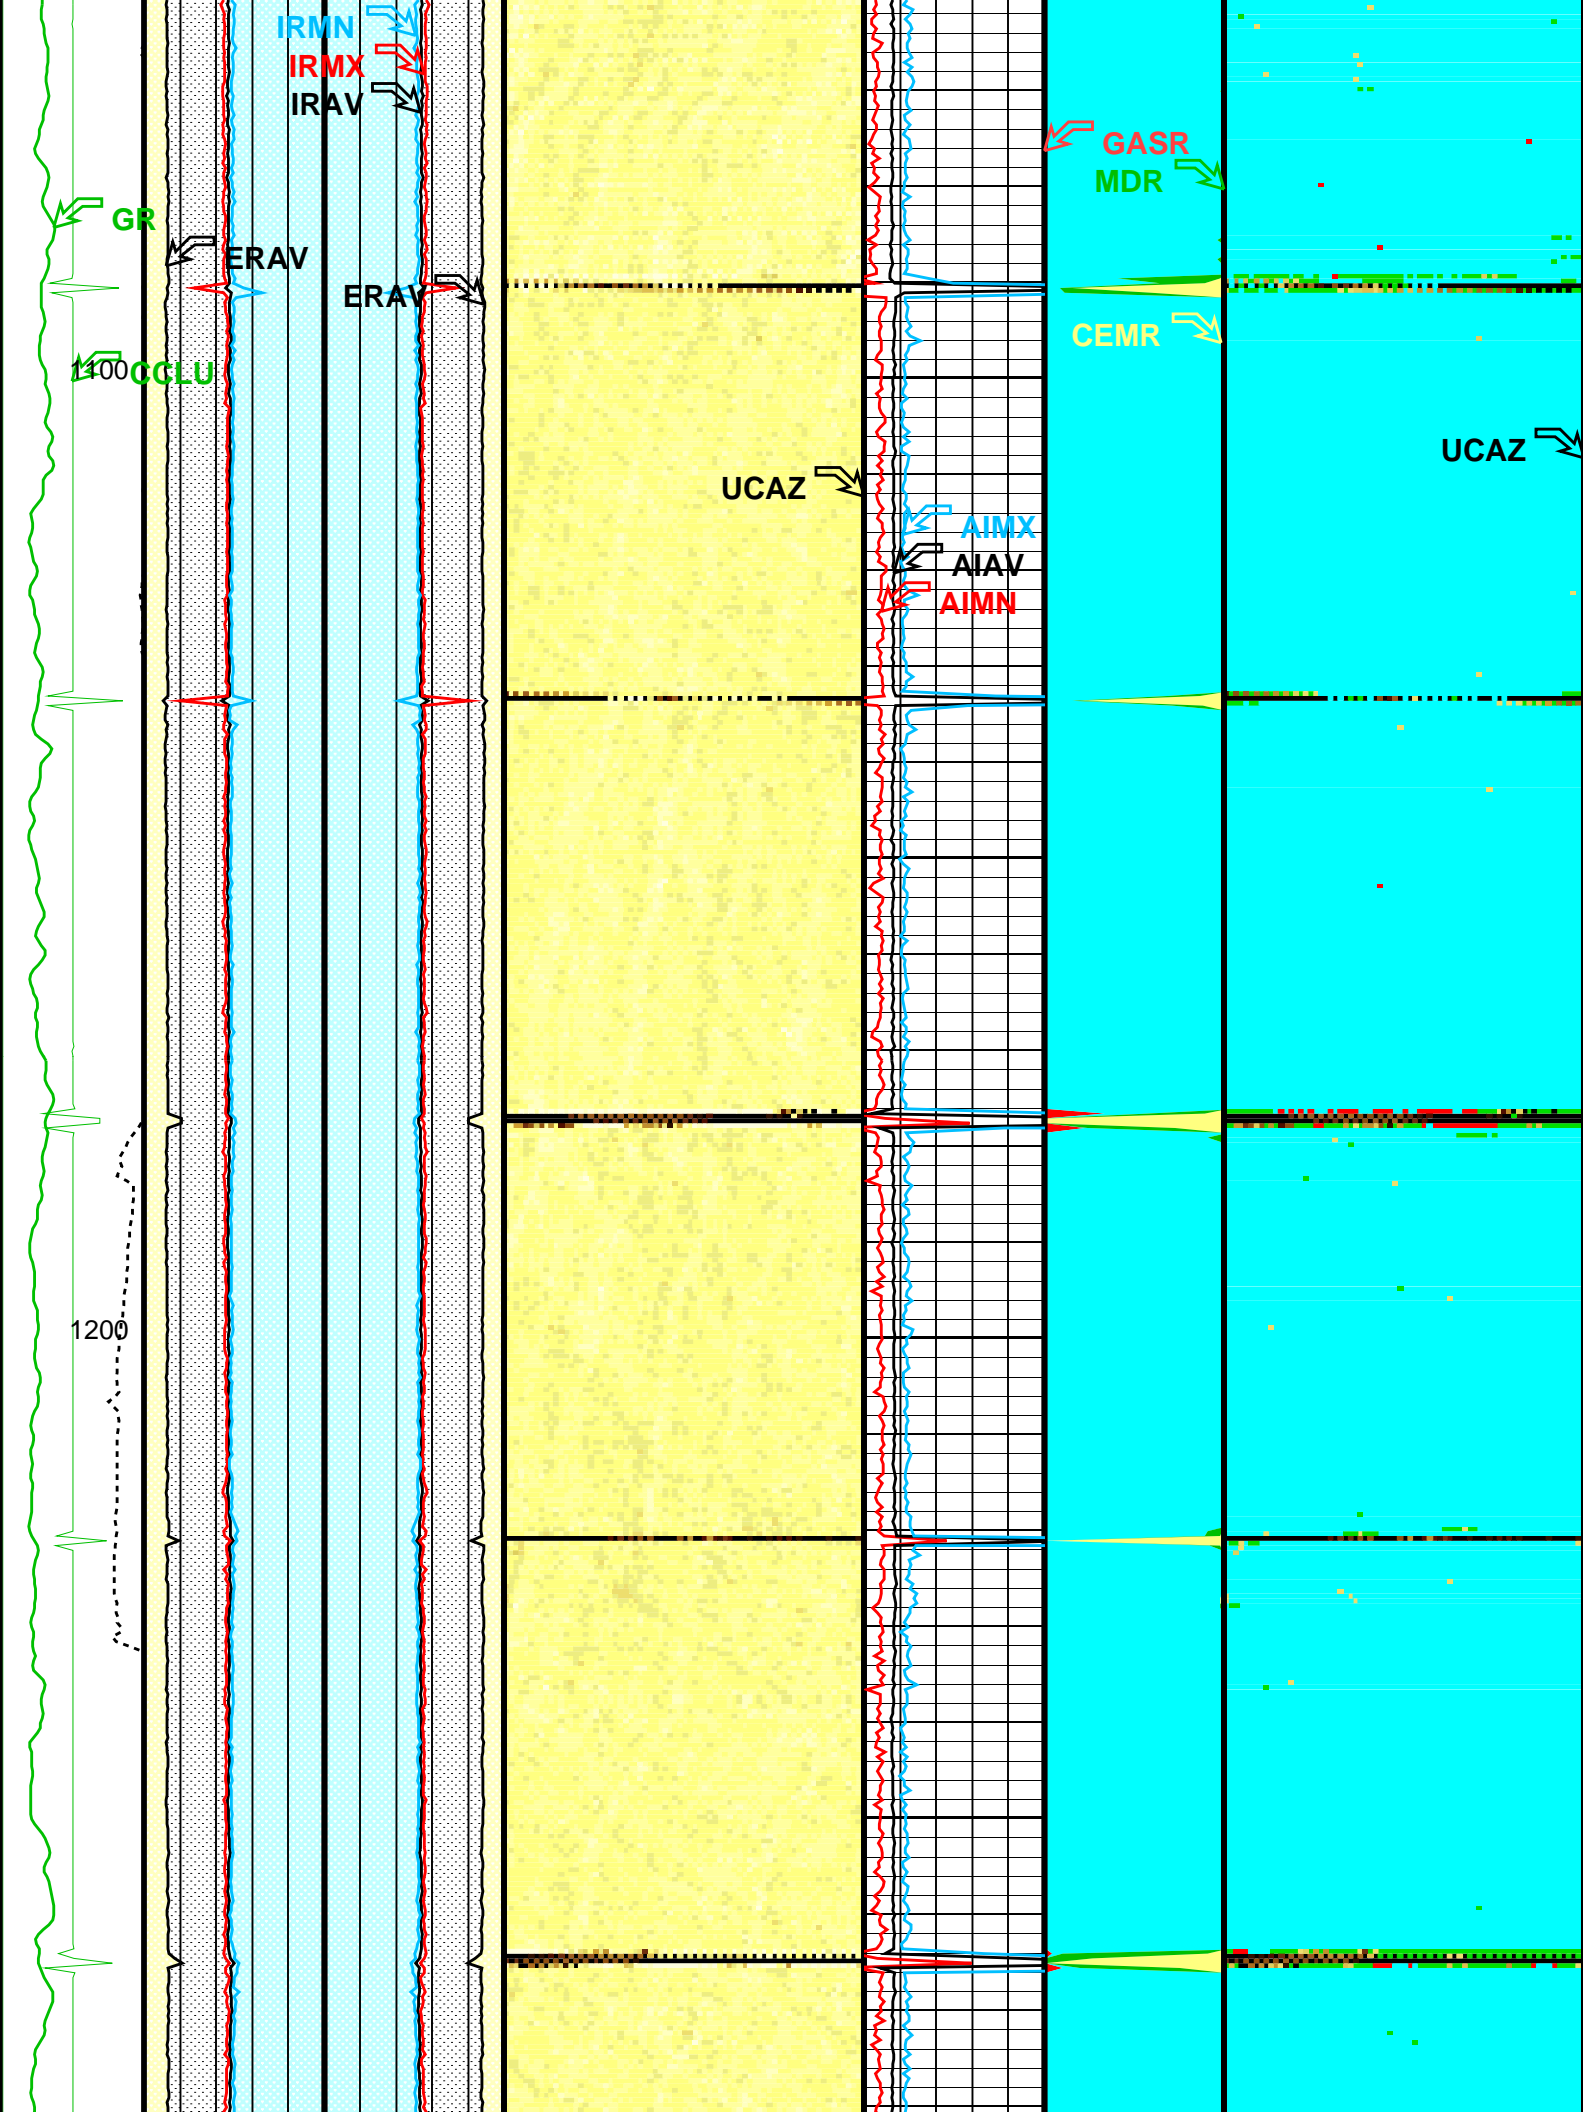 IRMN
IRMX
IRAV
GASR
MDR
GR
ERAV
ERAV
CEMR
1100
CCLU
UCAZ
UCAZ
AIMX
AIAV
AIMN
1200